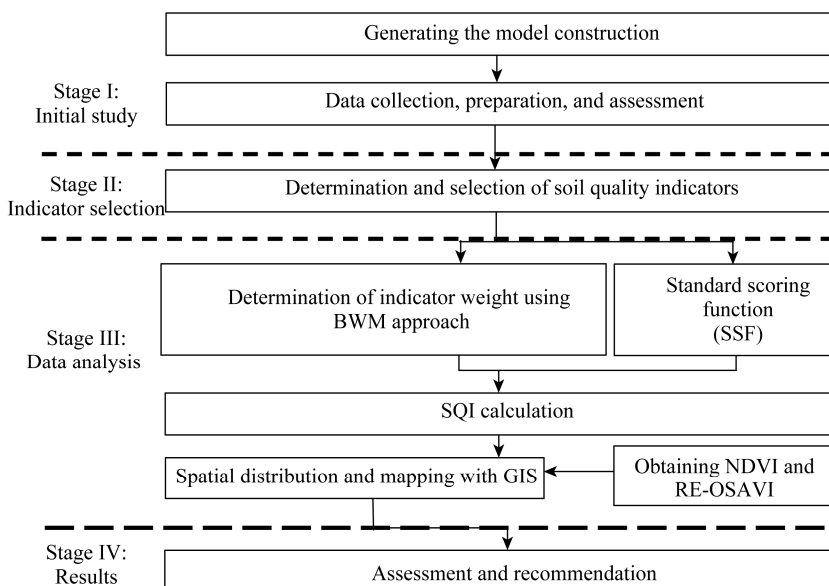 Generating the model construction
Stage I:
Initial study
Data collection, preparation, and assessment
Stage II:
Indicator selection
Determination and selection of soil quality indicators
Stage III:
Data analysis
Determination of indicator weight using
BWM approach
Standard scoring
function
(SSF)
SQI calculation
Spatial distribution and mapping with GIS
Obtaining NDVI and
RE-OSAVI
Stage IV:
Results
Assessment and recommendation